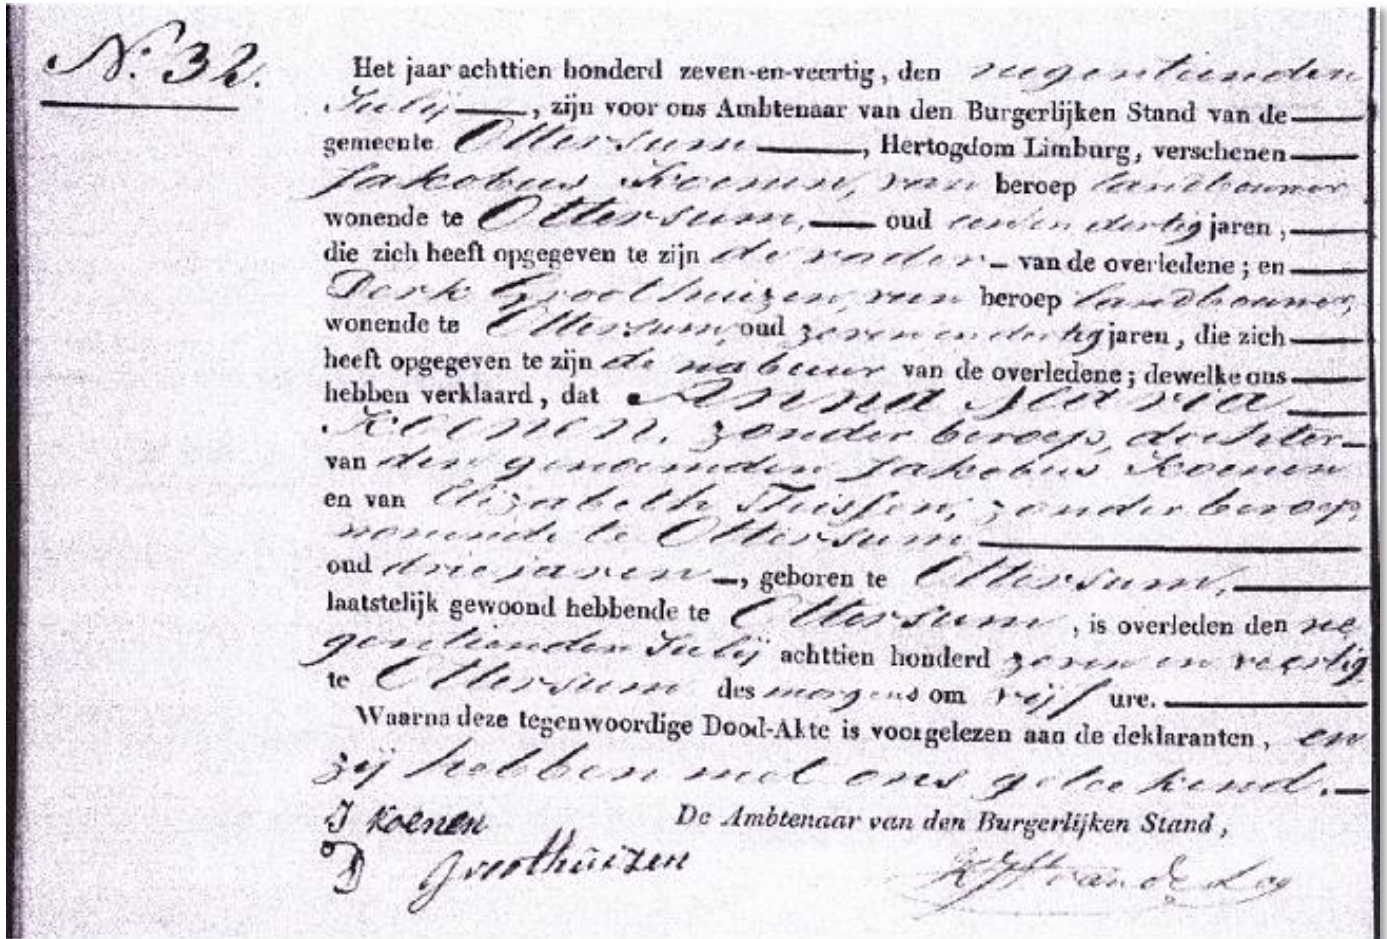 N: 32.
Het jaar achttien honderd zeven-en-veertig, den negentienden
Julij, zijn voor ons Ambtenaar van den Burgerlijken Stand van de
gemeente Ottersum, Hertogdom Limburg, verschenen
Jakobus Koenen, van beroep landbouwer
wonende te Ottersum, oud een en dertig jaren,
die zich heeft opgegeven te zijn de vader van de overledene; en
Derk Groothuizen, van beroep landbouwer,
wonende te Ottersum, oud zeven en dertig jaren, die zich
heeft opgegeven te zijn de nabuur van de overledene; dewelke ons
hebben verklaard, dat Anna Maria
Koenen, zonder beroep, dochter
van den genoemden Jakobus Koenen
en van Elizabeth Thissen, zonder beroep,
wonende te Ottersum
oud drie jaren, geboren te Ottersum,
laatstelijk gewoond hebbende te Ottersum, is overleden den ne
gentienden Julij achttien honderd zeven en veertig
te Ottersum des morgens om vijf ure.
Waarna deze tegenwoordige Dood-Akte is voorgelezen aan de deklaranten, en
zij hebben met ons geteekend.
J Koenen De Ambtenaar van den Burgerlijken Stand,
D Groothuizen van de Loo